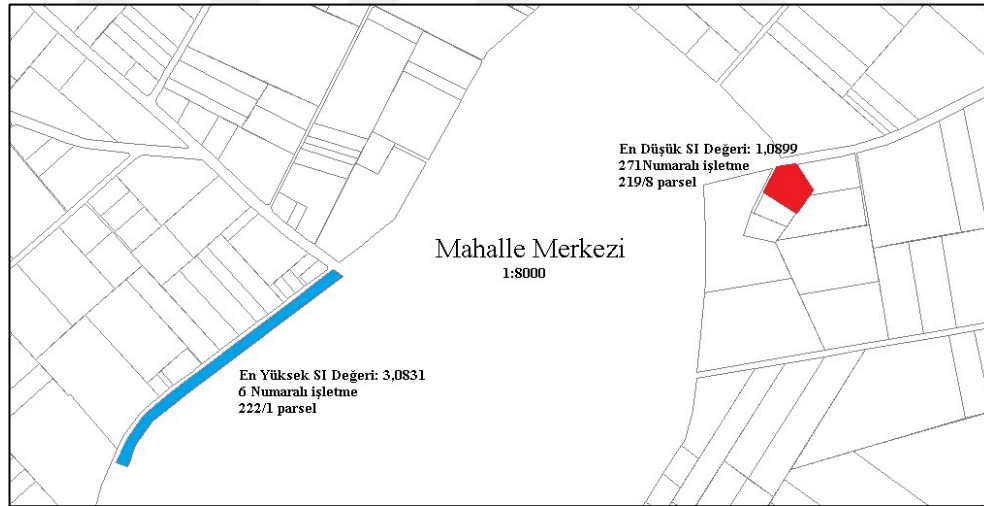 En Düşük SI Değeri: 1,0899
271Numaralı işletme
219/8 parsel
Mahalle Merkezi
1:8000
En Yüksek SI Değeri: 3,0831
6 Numaralı işletme
222/1 parsel